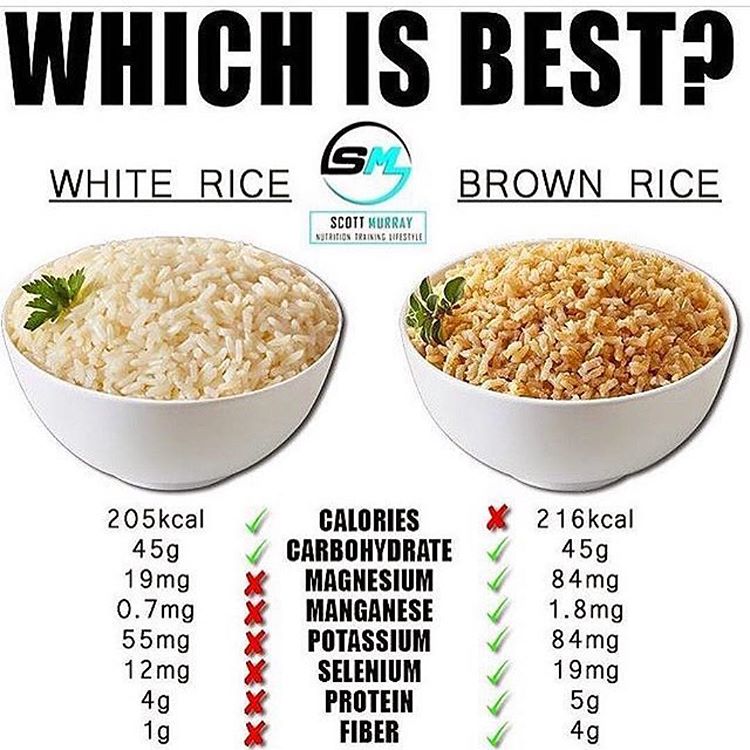 WHICH IS BEST?
SM
WHITE RICE
BROWN RICE
SCOTT MURRAY
NUTRITION TRAINING LIFESTYLE
205kcal CALORIES 216kcal
45g CARBOHYDRATE 45g
19mg MAGNESIUM 84mg
0.7mg MANGANESE 1.8mg
55mg POTASSIUM 84mg
12mg SELENIUM 19mg
4g PROTEIN 5g
1g FIBER 4g